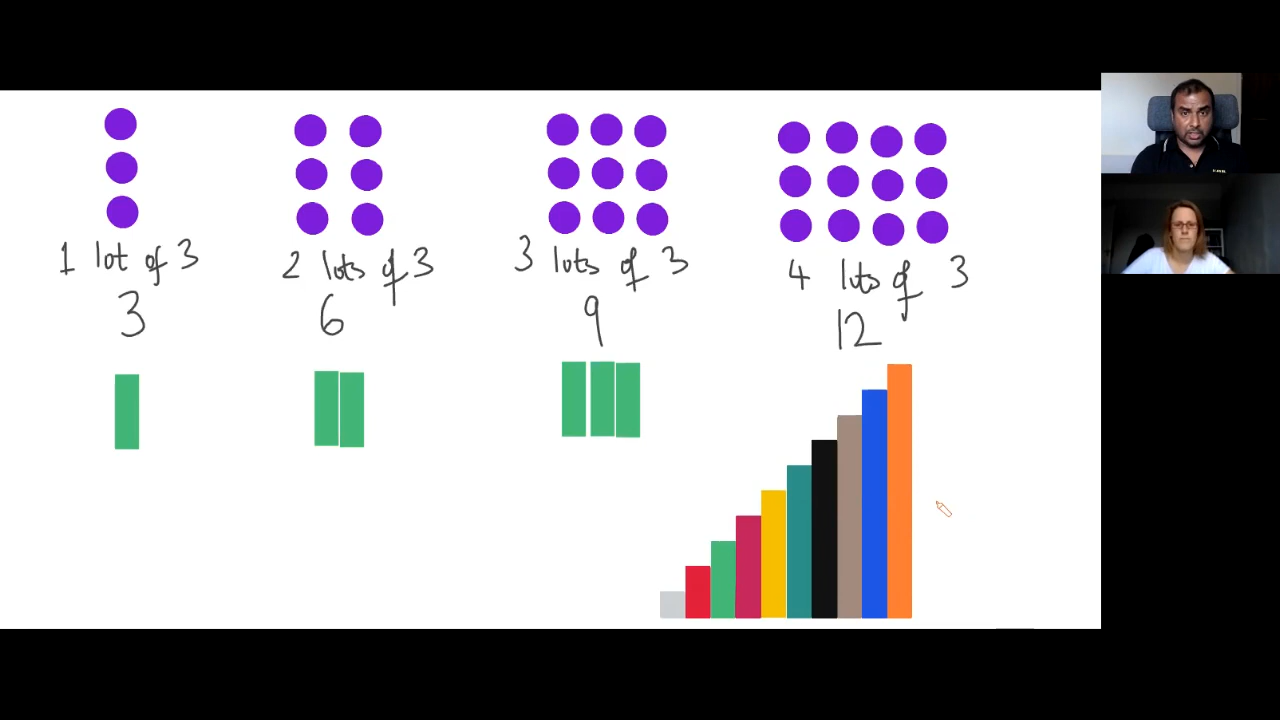 1 lot of 3
3
2 lots of 3
6
3 lots of 3
9
4 lots of 3
12